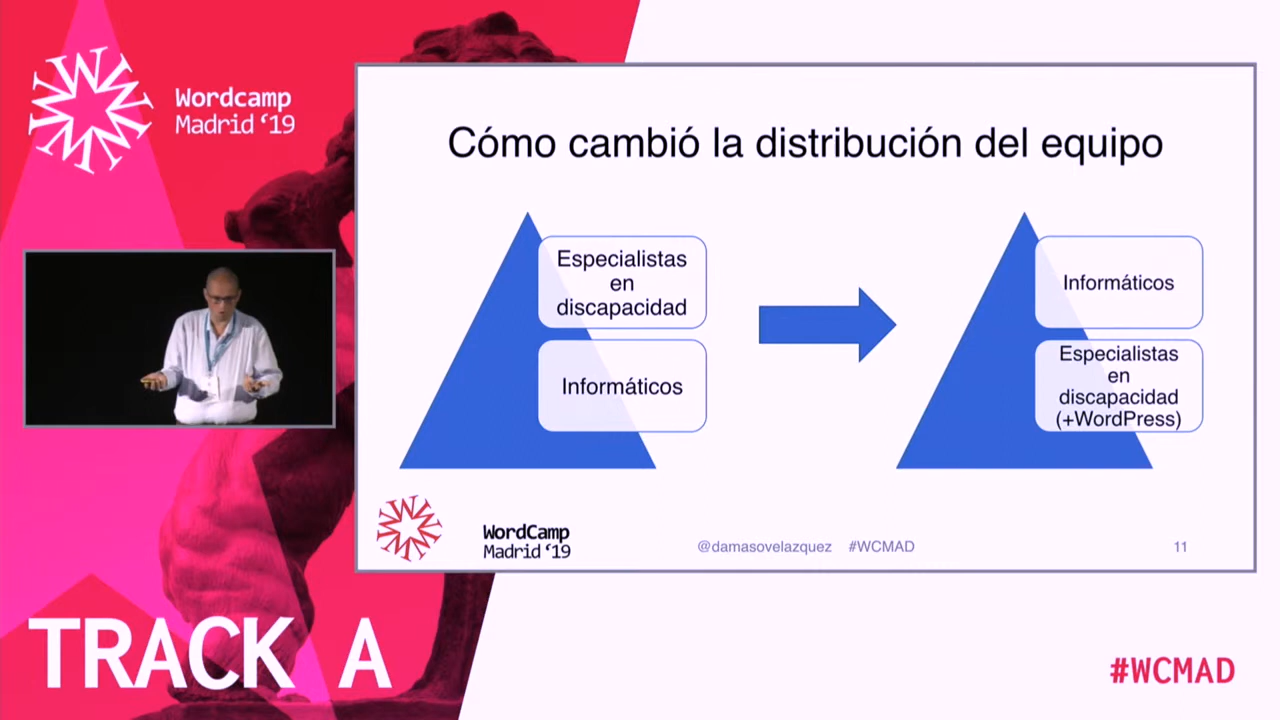 Wordcamp
Madrid ‘19
Cómo cambió la distribución del equipo
Especialistas
en
discapacidad
Informáticos
Informáticos
Especialistas
en
discapacidad
(+WordPress)
WordCamp
Madrid ‘19
@damasovelazquez #WCMAD
11
TRACK A
#WCMAD